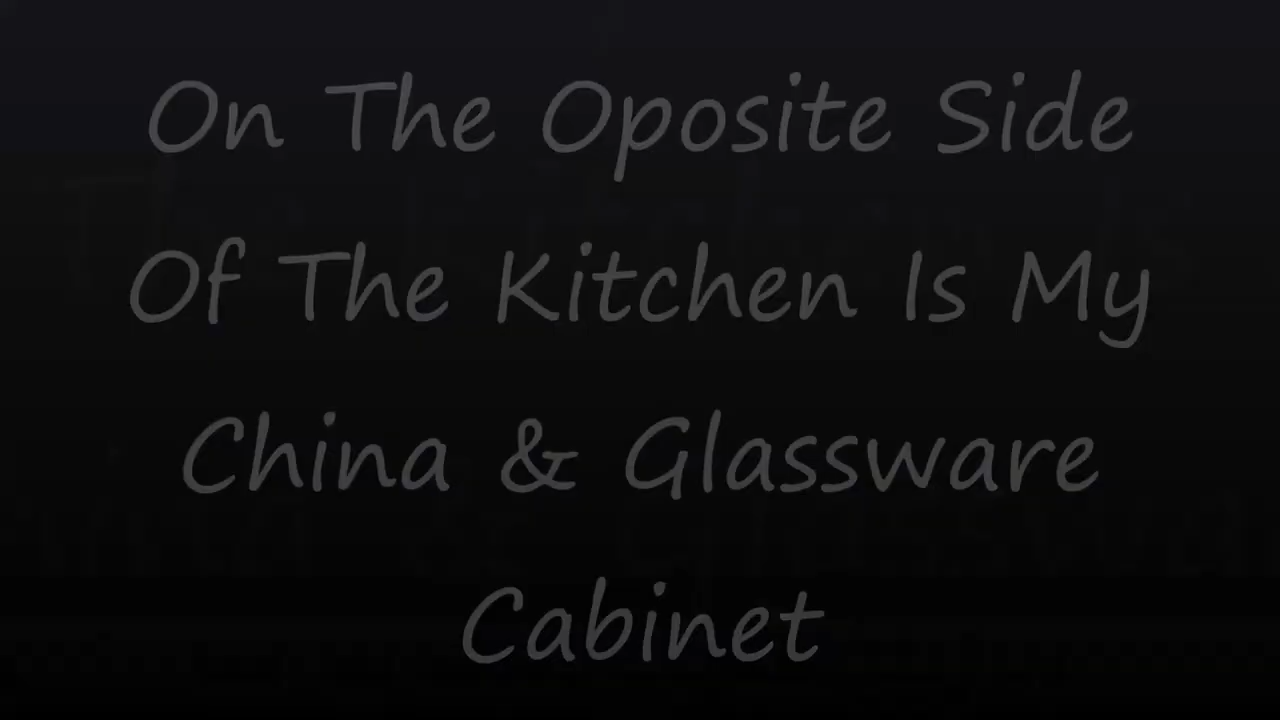 On The Oposite Side
Of The Kitchen Is My
China & Glassware
Cabinet